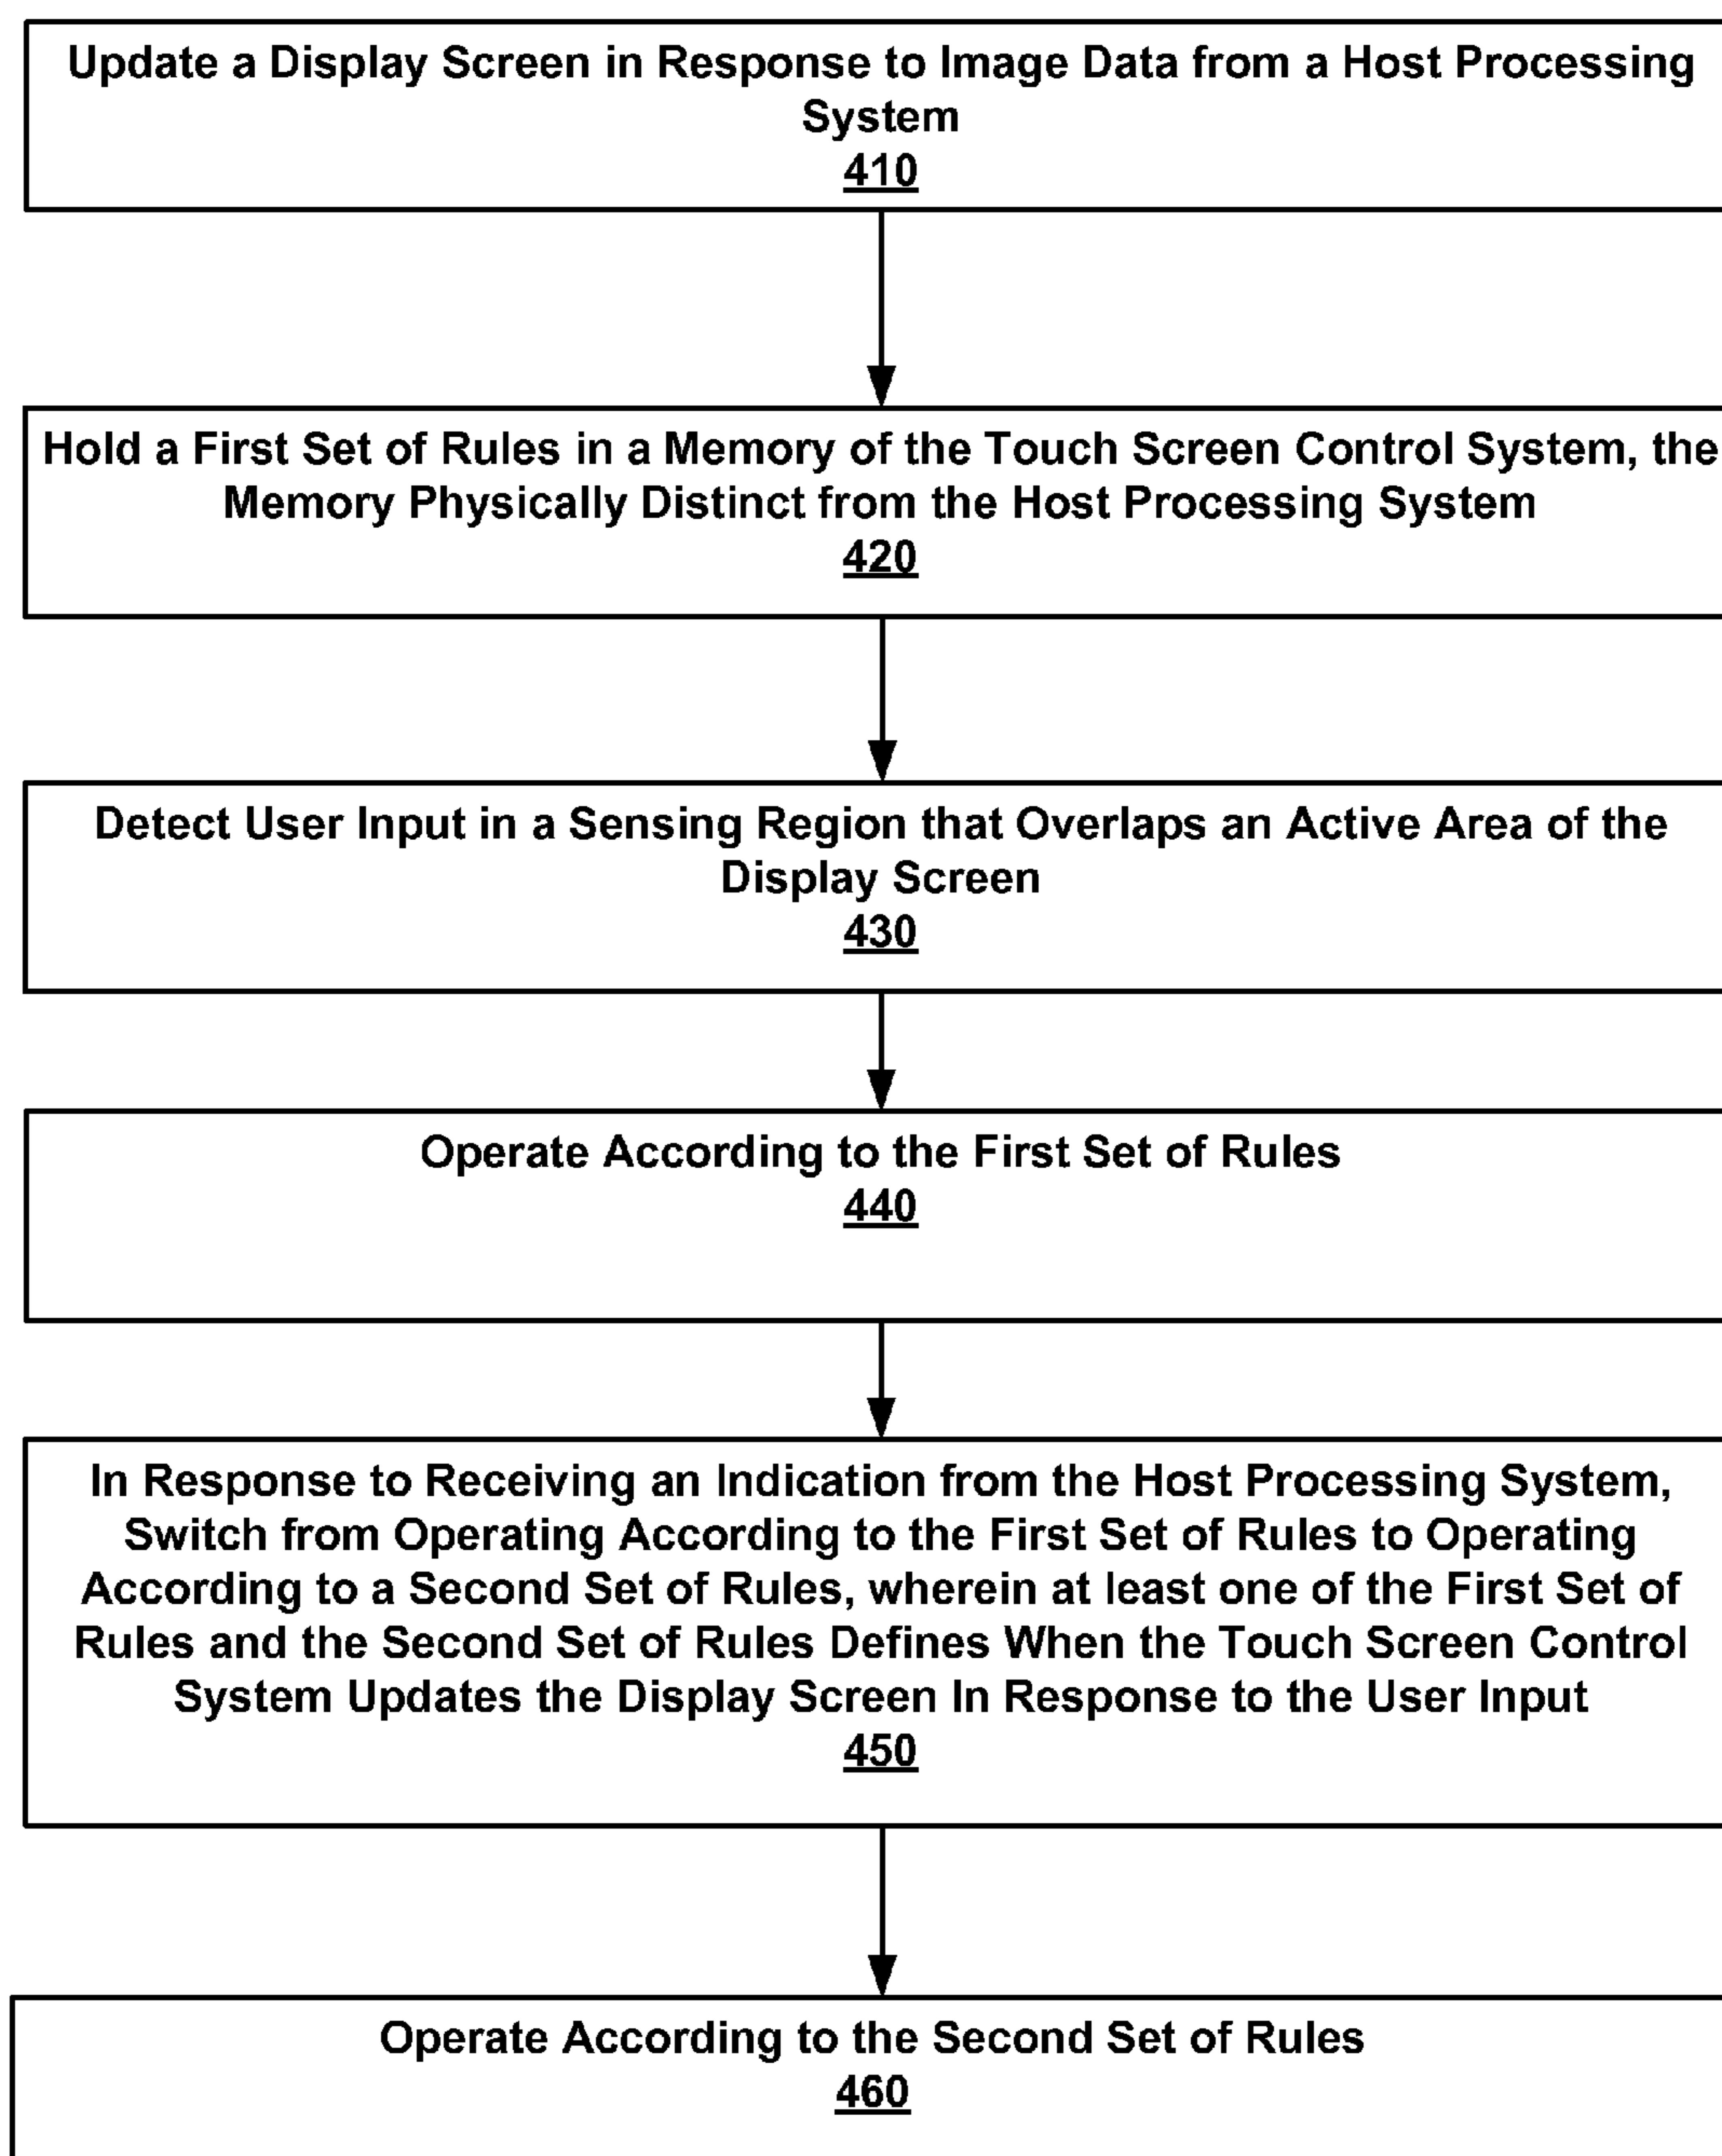 Update a Display Screen in Response to Image Data from a Host Processing
System
410
Hold a First Set of Rules in a Memory of the Touch Screen Control System, the
Memory Physically Distinct from the Host Processing System
420
Detect User Input in a Sensing Region that Overlaps an Active Area of the
Display Screen
430
Operate According to the First Set of Rules
440
In Response to Receiving an Indication from the Host Processing System,
Switch from Operating According to the First Set of Rules to Operating
According to a Second Set of Rules, wherein at least one of the First Set of
Rules and the Second Set of Rules Defines When the Touch Screen Control
System Updates the Display Screen In Response to the User Input
450
Operate According to the Second Set of Rules
460